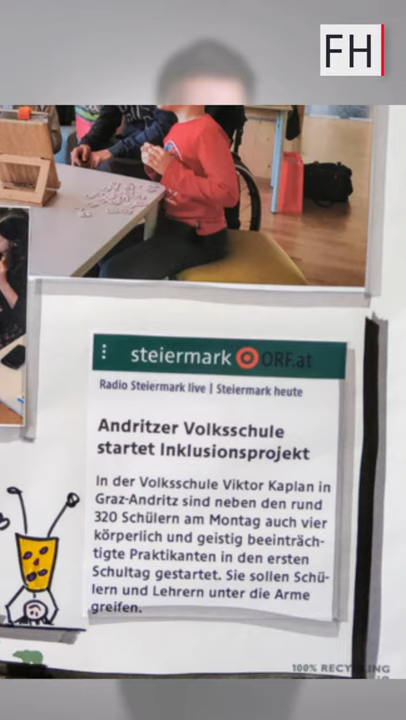 FH
steiermark ORF.at
Radio Steiermark live | Steiermark heute
Andritzer Volksschule
startet Inklusionsprojekt
In der Volksschule Viktor Kaplan in
Graz-Andritz sind neben den rund
320 Schülern am Montag auch vier
körperlich und geistig beeinträch-
tigte Praktikanten in den ersten
Schultag gestartet. Sie sollen Schü-
lern und Lehrern unter die Arme
greifen.
100% RECYCLING